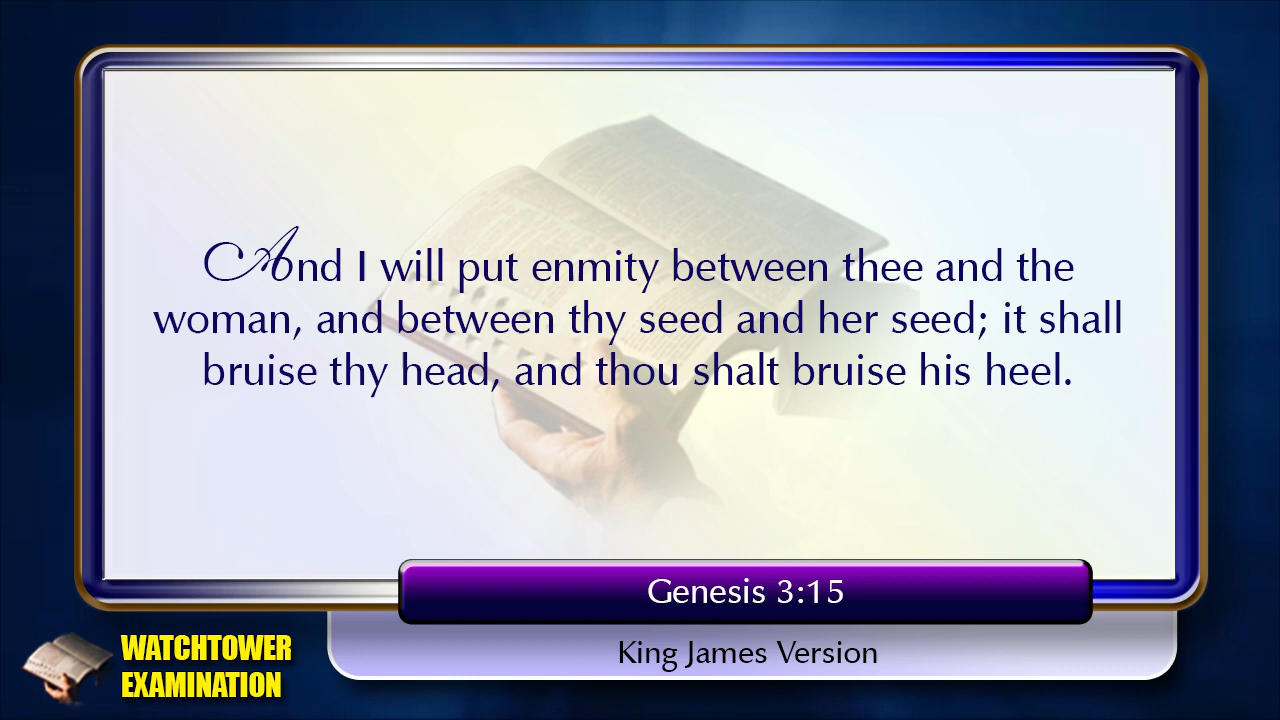 And I will put enmity between thee and the
woman, and between thy seed and her seed; it shall
bruise thy head, and thou shalt bruise his heel.
Genesis 3:15
King James Version
WATCHTOWER
EXAMINATION